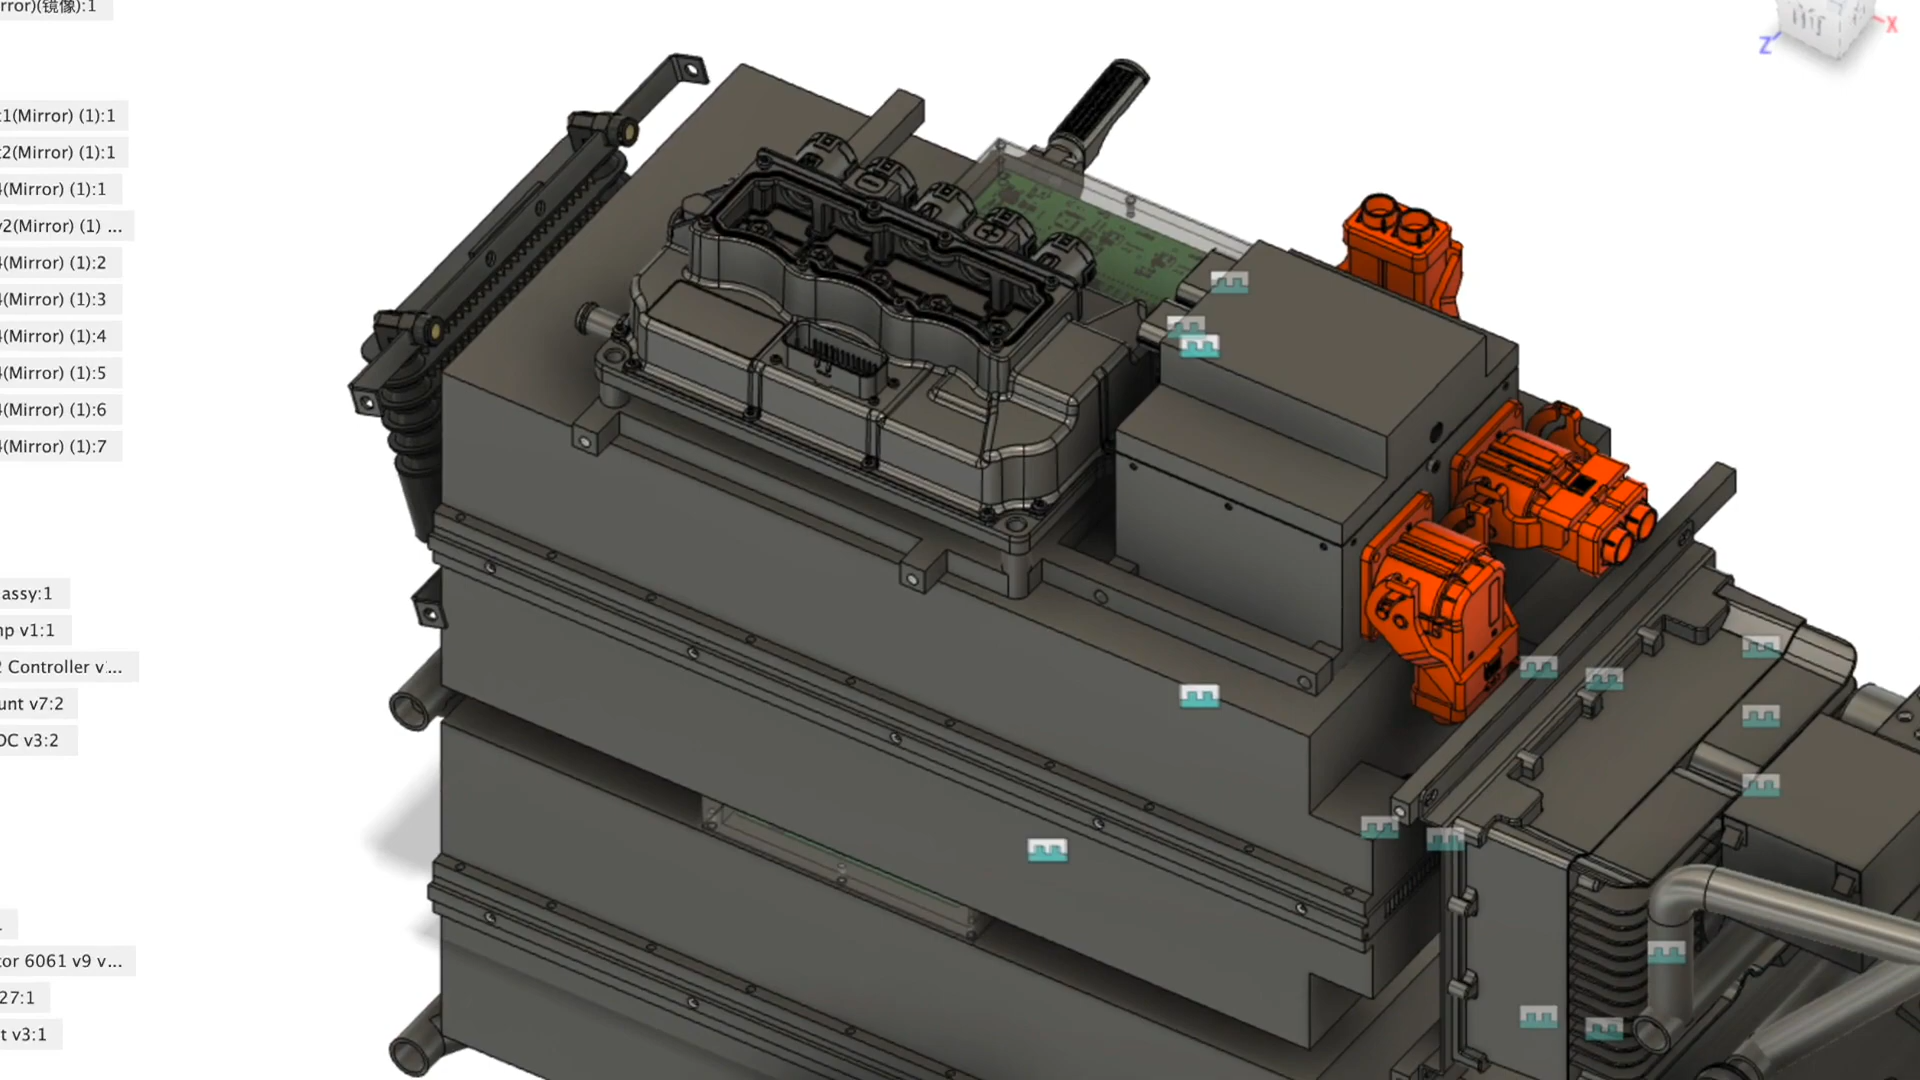 rror)(镜像):1
:1(Mirror) (1):1
:2(Mirror) (1):1
(Mirror) (1):1
v2(Mirror) (1) ...
(Mirror) (1):2
(Mirror) (1):3
(Mirror) (1):4
(Mirror) (1):5
(Mirror) (1):6
(Mirror) (1):7
assy:1
np v1:1
2 Controller v...
unt v7:2
DC v3:2
tor 6061 v9 v...
27:1
t v3:1
前
Z
X